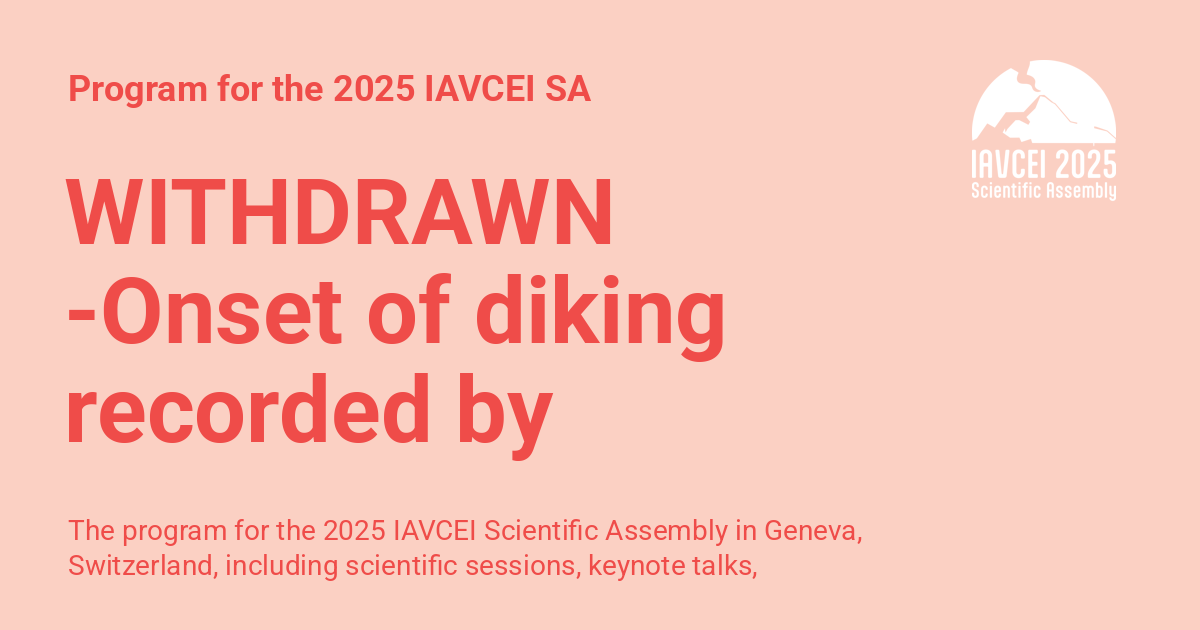 Program for the 2025 IAVCEI SA
IAVCEI 2025
Scientific Assembly
WITHDRAWN
-Onset of diking
recorded by
The program for the 2025 IAVCEI Scientific Assembly in Geneva,
Switzerland, including scientific sessions, keynote talks,